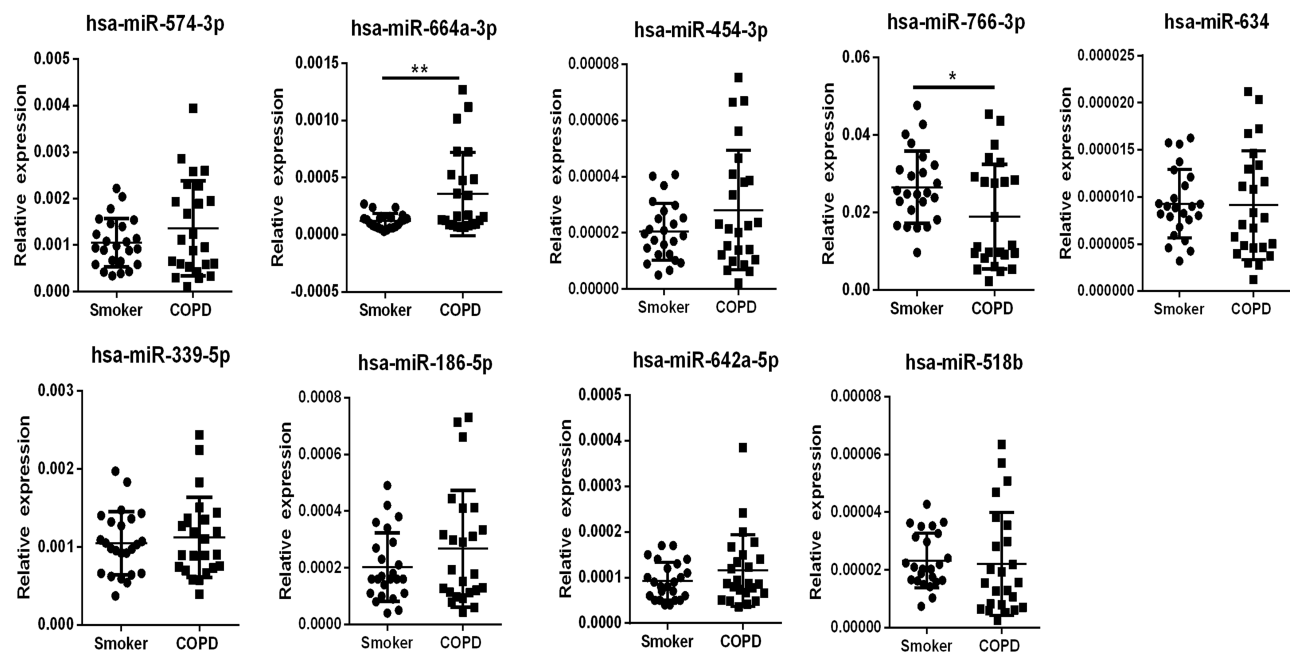 hsa-miR-574-3p
Relative expression
0.005
0.004
0.003
0.002
0.001
0.000
Smoker COPD
hsa-miR-664a-3p
Relative expression
0.0015
**
0.0010
0.0005
0.0000
-0.0005
Smoker COPD
hsa-miR-454-3p
Relative expression
0.00008
0.00006
0.00004
0.00002
0.00000
Smoker COPD
hsa-miR-766-3p
Relative expression
0.06
*
0.04
0.02
0.00
Smoker COPD
hsa-miR-634
Relative expression
0.000025
0.000020
0.000015
0.000010
0.000005
0.000000
Smoker COPD
hsa-miR-339-5p
Relative expression
0.003
0.002
0.001
0.000
Smoker COPD
hsa-miR-186-5p
Relative expression
0.0008
0.0006
0.0004
0.0002
0.0000
Smoker COPD
hsa-miR-642a-5p
Relative expression
0.0005
0.0004
0.0003
0.0002
0.0001
0.0000
Smoker COPD
hsa-miR-518b
Relative expression
0.00008
0.00006
0.00004
0.00002
0.00000
Smoker COPD